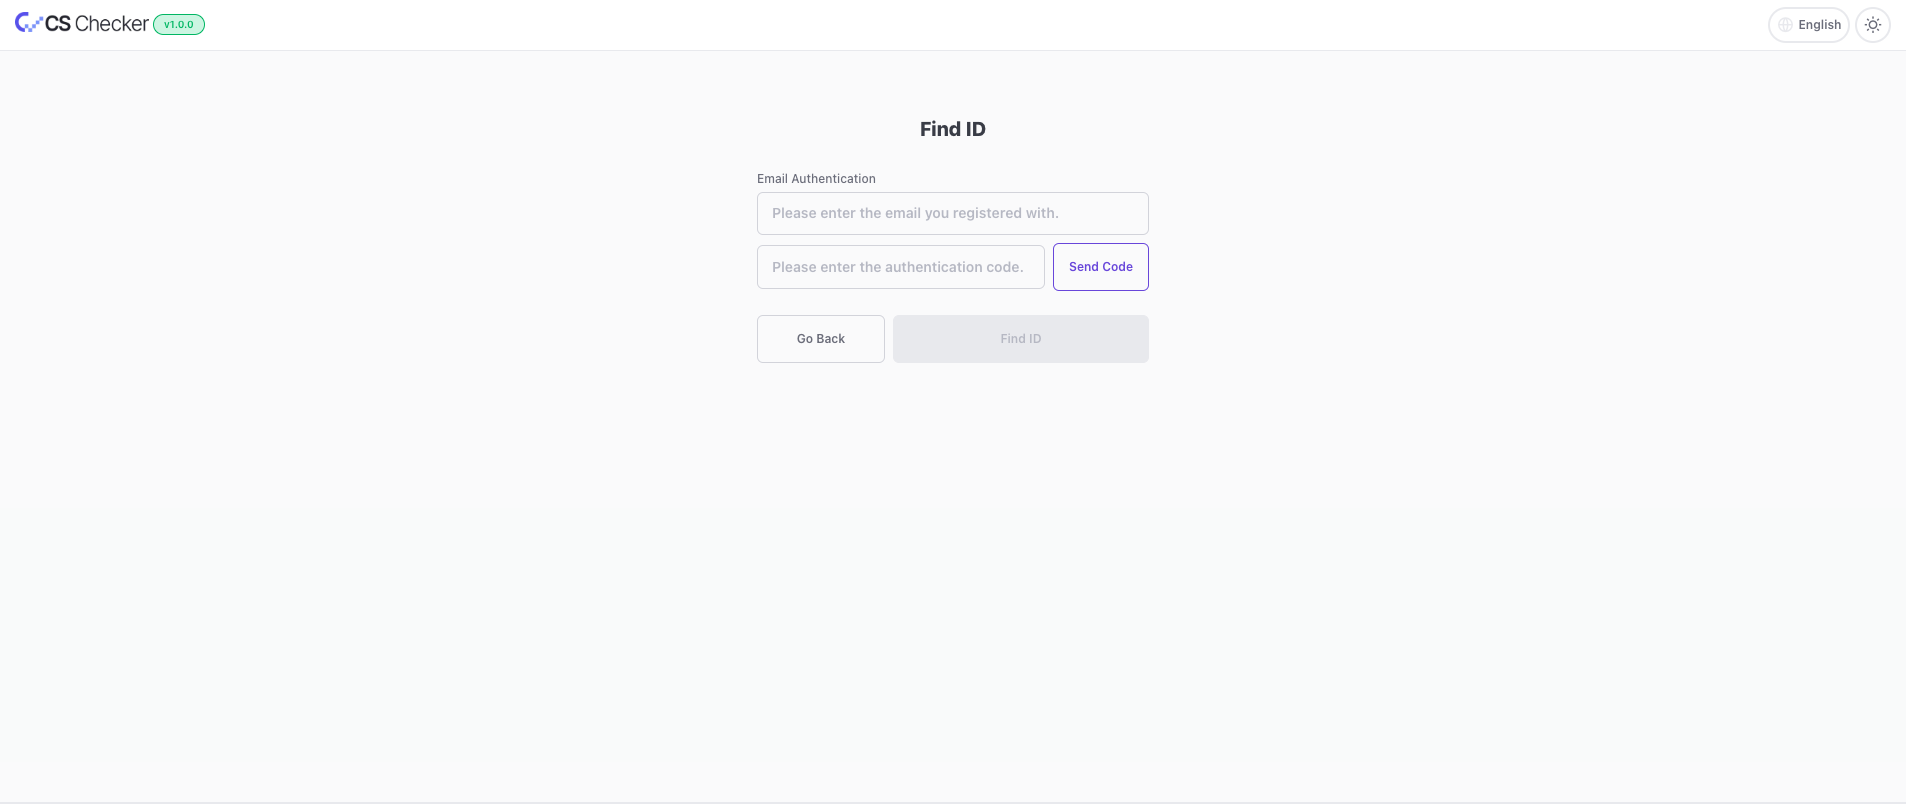 CS Checker v1.0.0
English
Find ID
Email Authentication
Please enter the email you registered with.
Please enter the authentication code.
Send Code
Go Back
Find ID